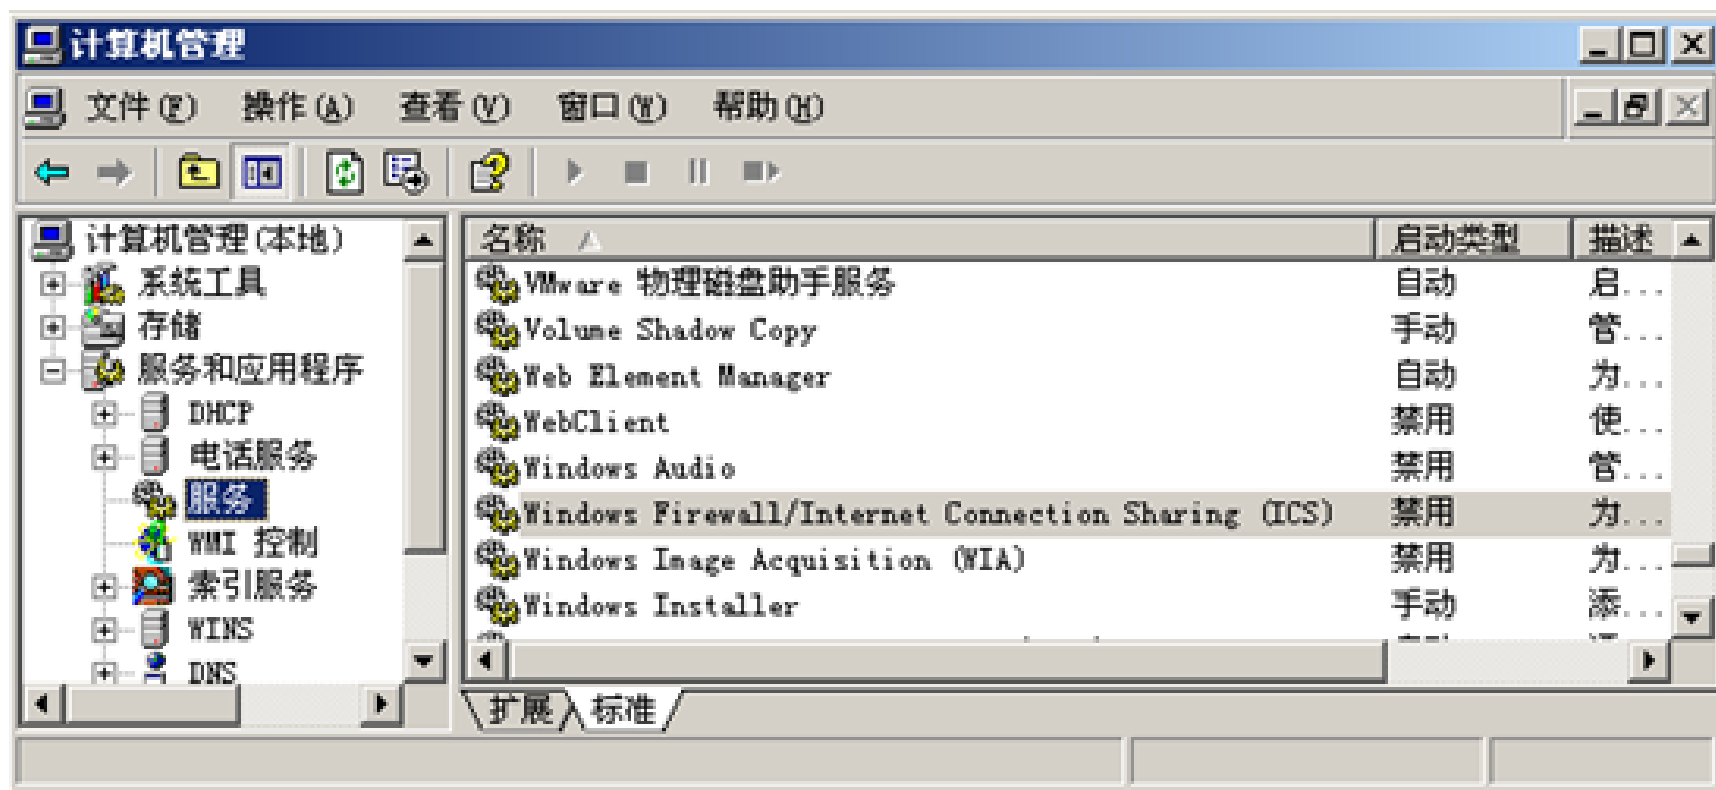 计算机管理
文件(F) 操作(A) 查看(V) 窗口(W) 帮助(H)
计算机管理(本地)
系统工具
存储
服务和应用程序
DHCP
电话服务
服务
WMI 控制
索引服务
WINS
DNS
名称 启动类型 描述
VMware 物理磁盘助手服务 自动 启...
Volume Shadow Copy 手动 管...
Web Element Manager 自动 为...
WebClient 禁用 使...
Windows Audio 禁用 管...
Windows Firewall/Internet Connection Sharing (ICS) 禁用 为...
Windows Image Acquisition (WIA) 禁用 为...
Windows Installer 手动 添...
扩展 标准